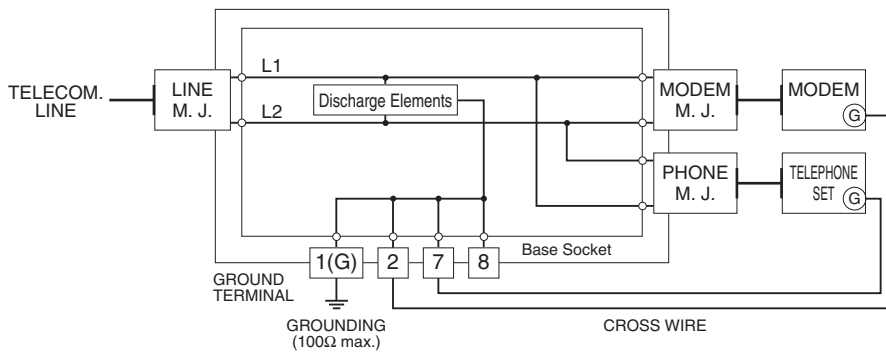 TELECOM.
LINE
LINE
M. J.
L1
L2
Discharge Elements
MODEM
M. J.
MODEM
G
PHONE
M. J.
TELEPHONE
SET
G
Base Socket
1(G)
2
7
8
GROUND
TERMINAL
GROUNDING
(100Ω max.)
CROSS WIRE